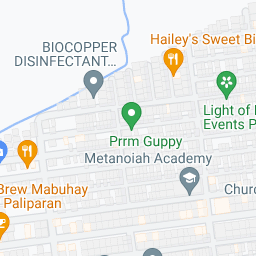 Hailey's Sweet Bi
BIOCOPPER
DISINFECTANT...
Light of
Events P
Prrm Guppy
Metanoiah Academy
Brew Mabuhay
Paliparan
Churc